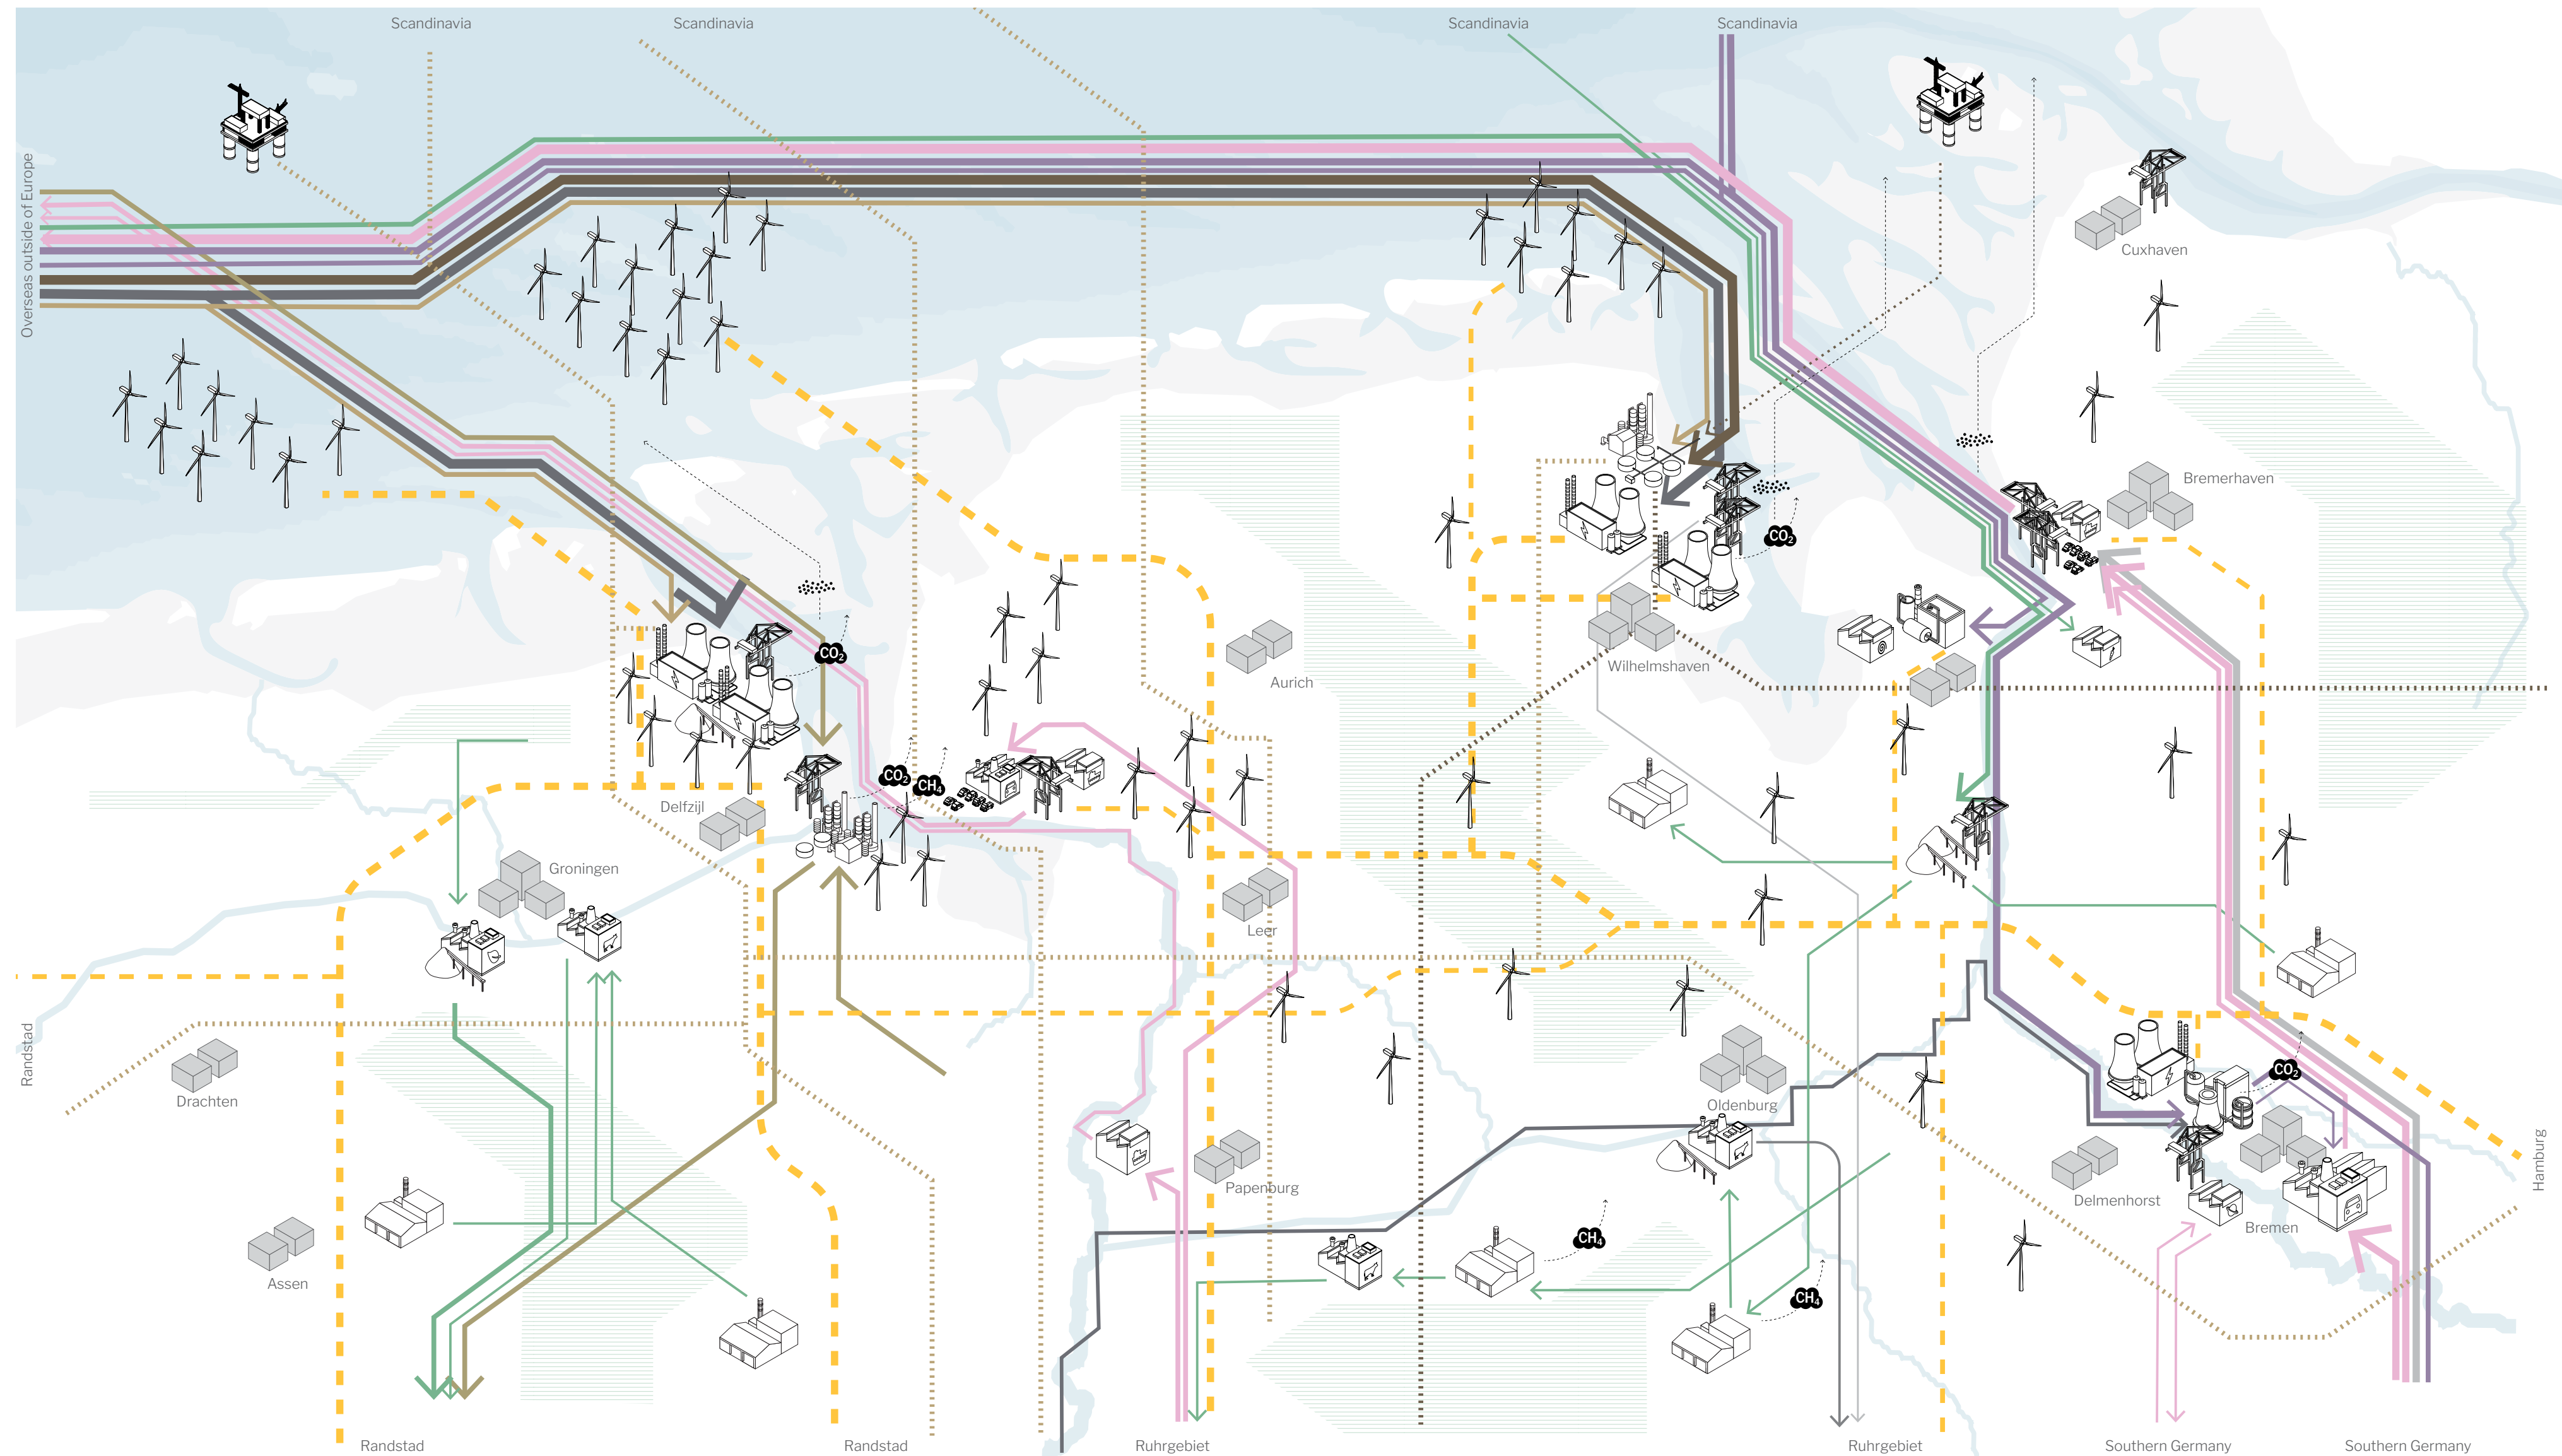 Scandinavia
Scandinavia
Scandinavia
Scandinavia
Overseas outside of Europe
Cuxhaven
Bremerhaven
CO₂
CO₂
Wilhelmshaven
Aurich
CO₂
CH₄
Delfzijl
Groningen
Leer
Randstad
Drachten
CO₂
Oldenburg
Hamburg
Papenburg
Delmenhorst
Bremen
CH₄
Assen
CH₄
Randstad
Randstad
Ruhrgebiet
Ruhrgebiet
Southern Germany
Southern Germany